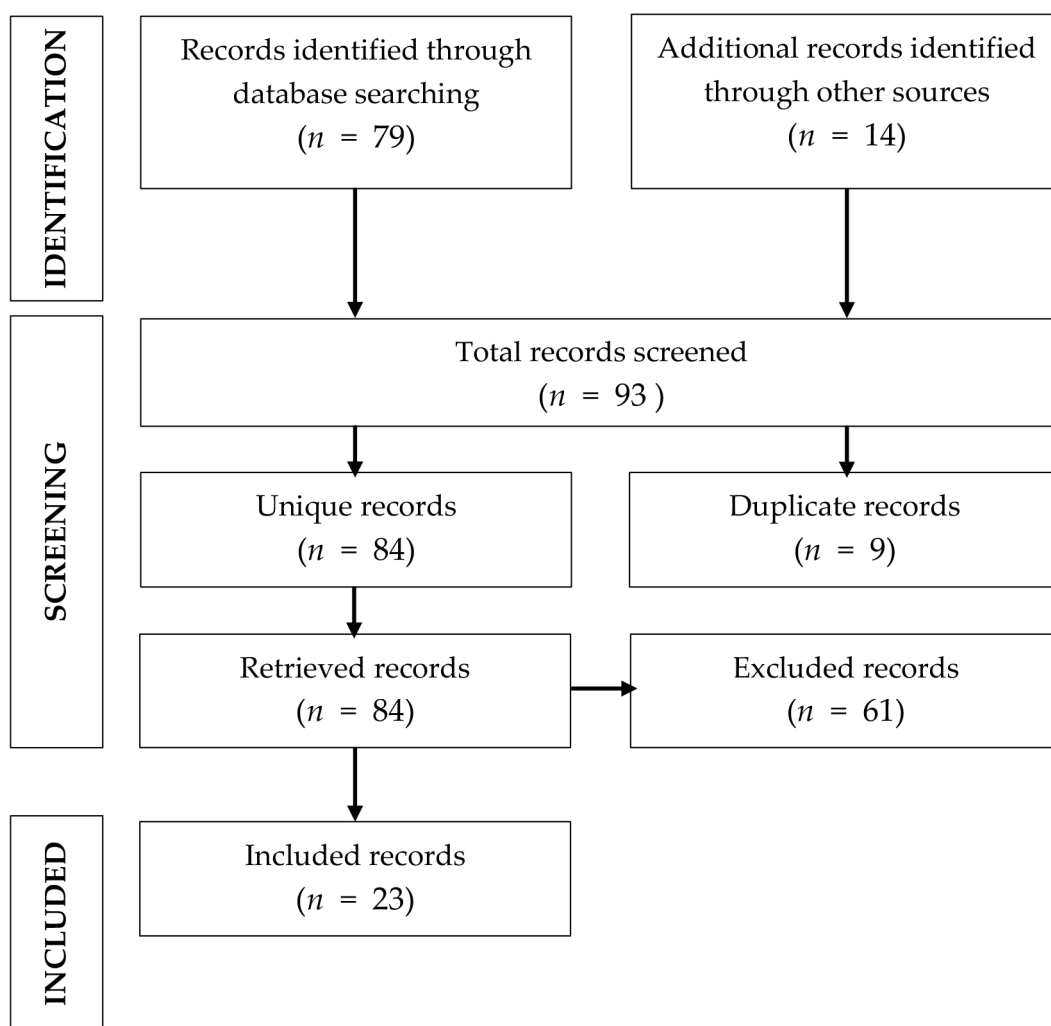 IDENTIFICATION
Records identified through
database searching
(n = 79)
Additional records identified
through other sources
(n = 14)
SCREENING
Total records screened
(n = 93 )
Unique records
(n = 84)
Duplicate records
(n = 9)
Retrieved records
(n = 84)
Excluded records
(n = 61)
INCLUDED
Included records
(n = 23)